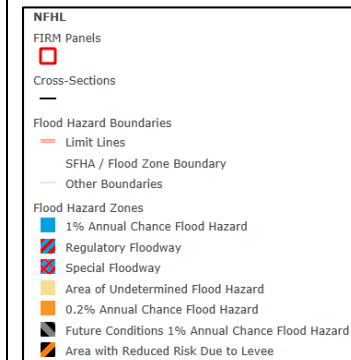 NFHL
FIRM Panels
Cross-Sections
Flood Hazard Boundaries
Limit Lines
SFHA / Flood Zone Boundary
Other Boundaries
Flood Hazard Zones
1% Annual Chance Flood Hazard
Regulatory Floodway
Special Floodway
Area of Undetermined Flood Hazard
0.2% Annual Chance Flood Hazard
Future Conditions 1% Annual Chance Flood Hazard
Area with Reduced Risk Due to Levee